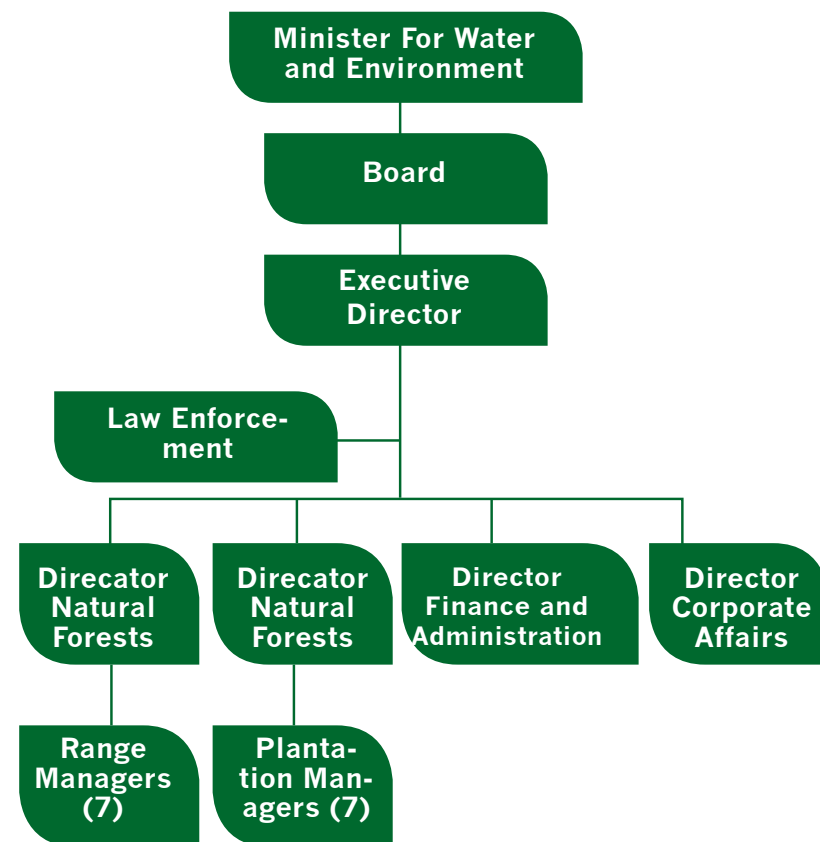 Minister For Water
and Environment
Board
Executive
Director
Law Enforce-
ment
Direcator
Natural
Forests
Direcator
Natural
Forests
Director
Finance and
Administration
Director
Corporate
Affairs
Range
Managers
(7)
Planta-
tion Man-
agers (7)